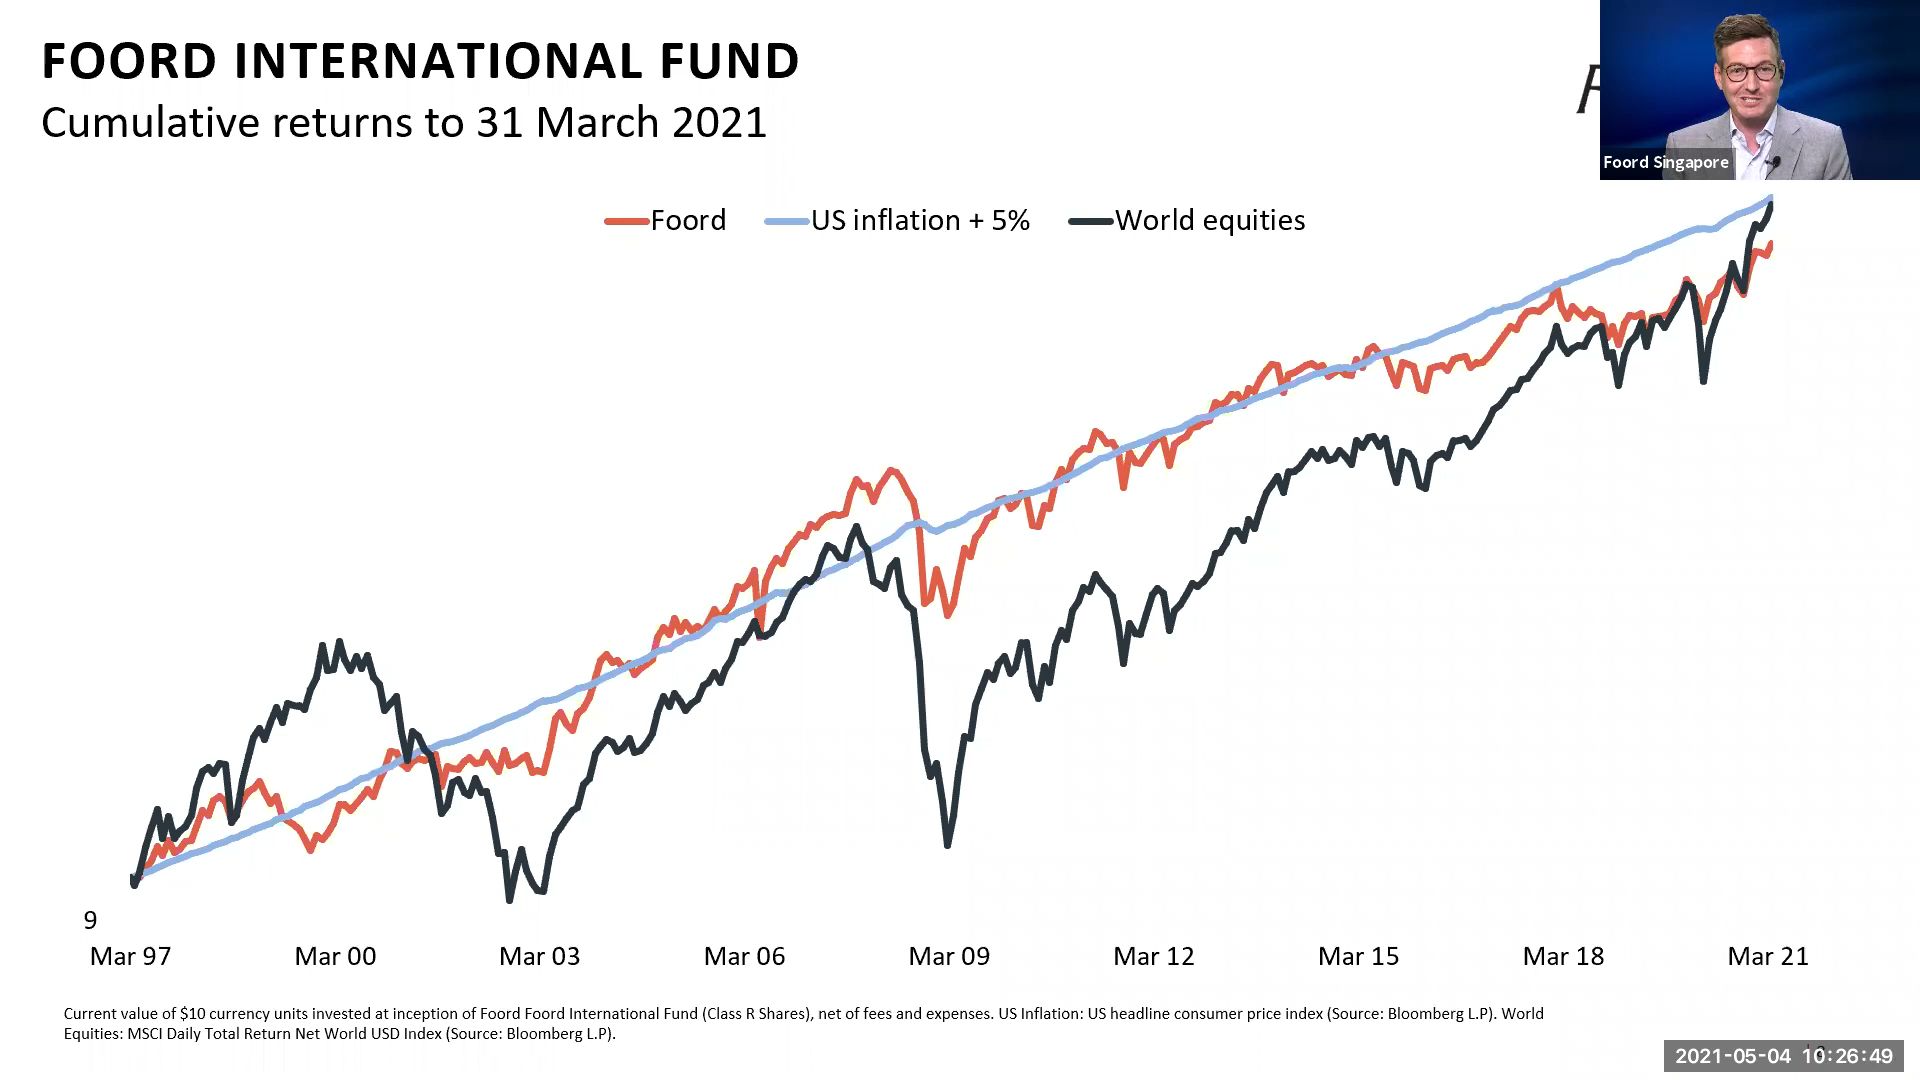 FOORD INTERNATIONAL FUND
Cumulative returns to 31 March 2021
Foord Singapore
Foord US inflation + 5% World equities
9
Mar 97 Mar 00 Mar 03 Mar 06 Mar 09 Mar 12 Mar 15 Mar 18 Mar 21
Current value of $10 currency units invested at inception of Foord Foord International Fund (Class R Shares), net of fees and expenses. US Inflation: US headline consumer price index (Source: Bloomberg L.P). World
Equities: MSCI Daily Total Return Net World USD Index (Source: Bloomberg L.P).
2021-05-04 10:26:49